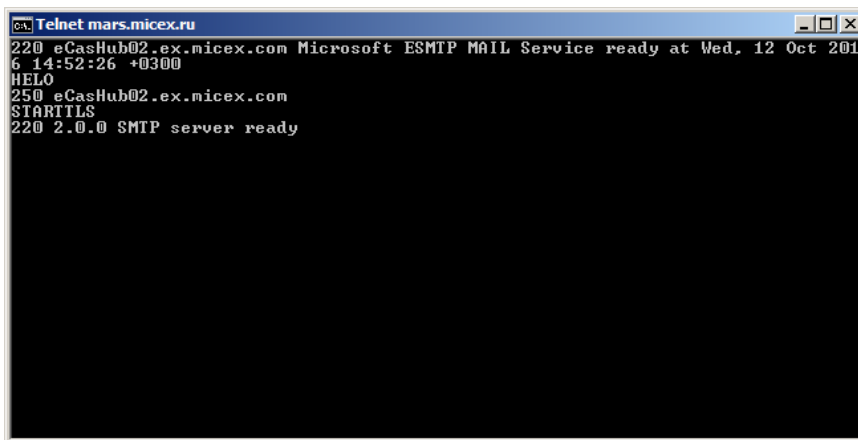 Telnet mars.micex.ru
220 eCasHub02.ex.micex.com Microsoft ESMTP MAIL Service ready at Wed, 12 Oct 201
6 14:52:26 +0300
HELO
250 eCasHub02.ex.micex.com
STARTTLS
220 2.0.0 SMTP server ready